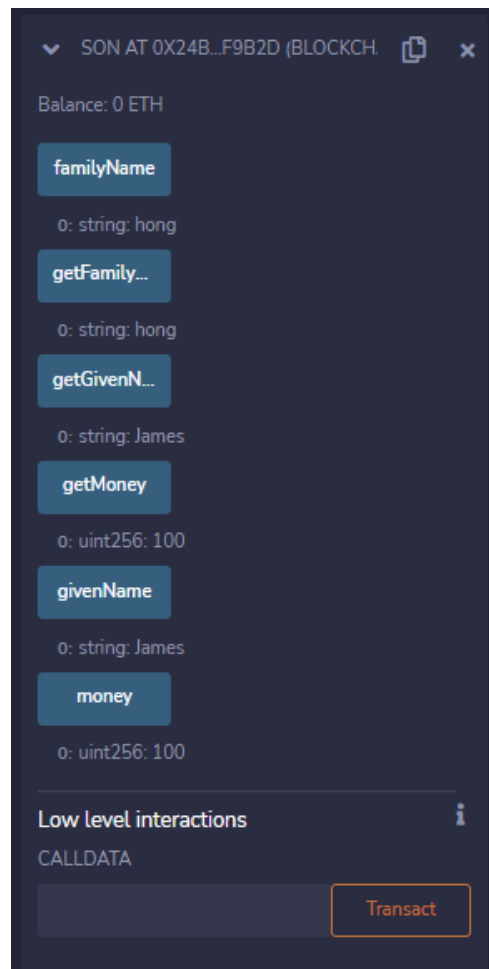 SON AT 0X24B...F9B2D (BLOCKCH.
Balance: 0 ETH
familyName
0: string: hong
getFamily...
0: string: hong
getGivenN...
0: string: James
getMoney
0: uint256: 100
givenName
0: string: James
money
0: uint256: 100
Low level interactions
i
CALLDATA
Transact